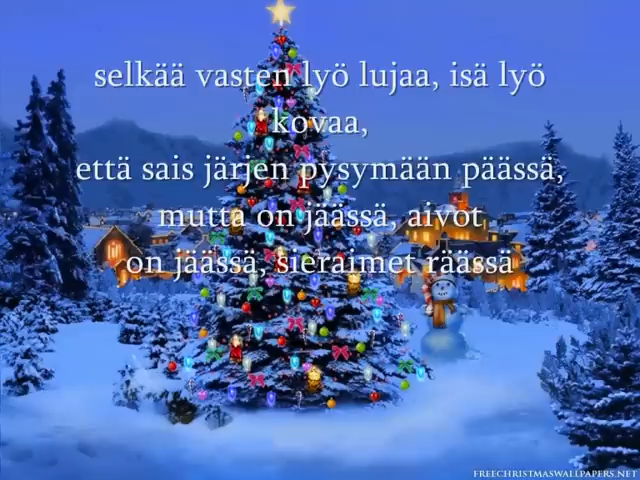 selkää vasten lyö lujaa, isä lyö
kovaa,
että sais järjen pysymään päässä,
mutta on jäässä, aivot
on jäässä, sieraimet räässä
FREECHRISTMASWALLPAPERS.NET